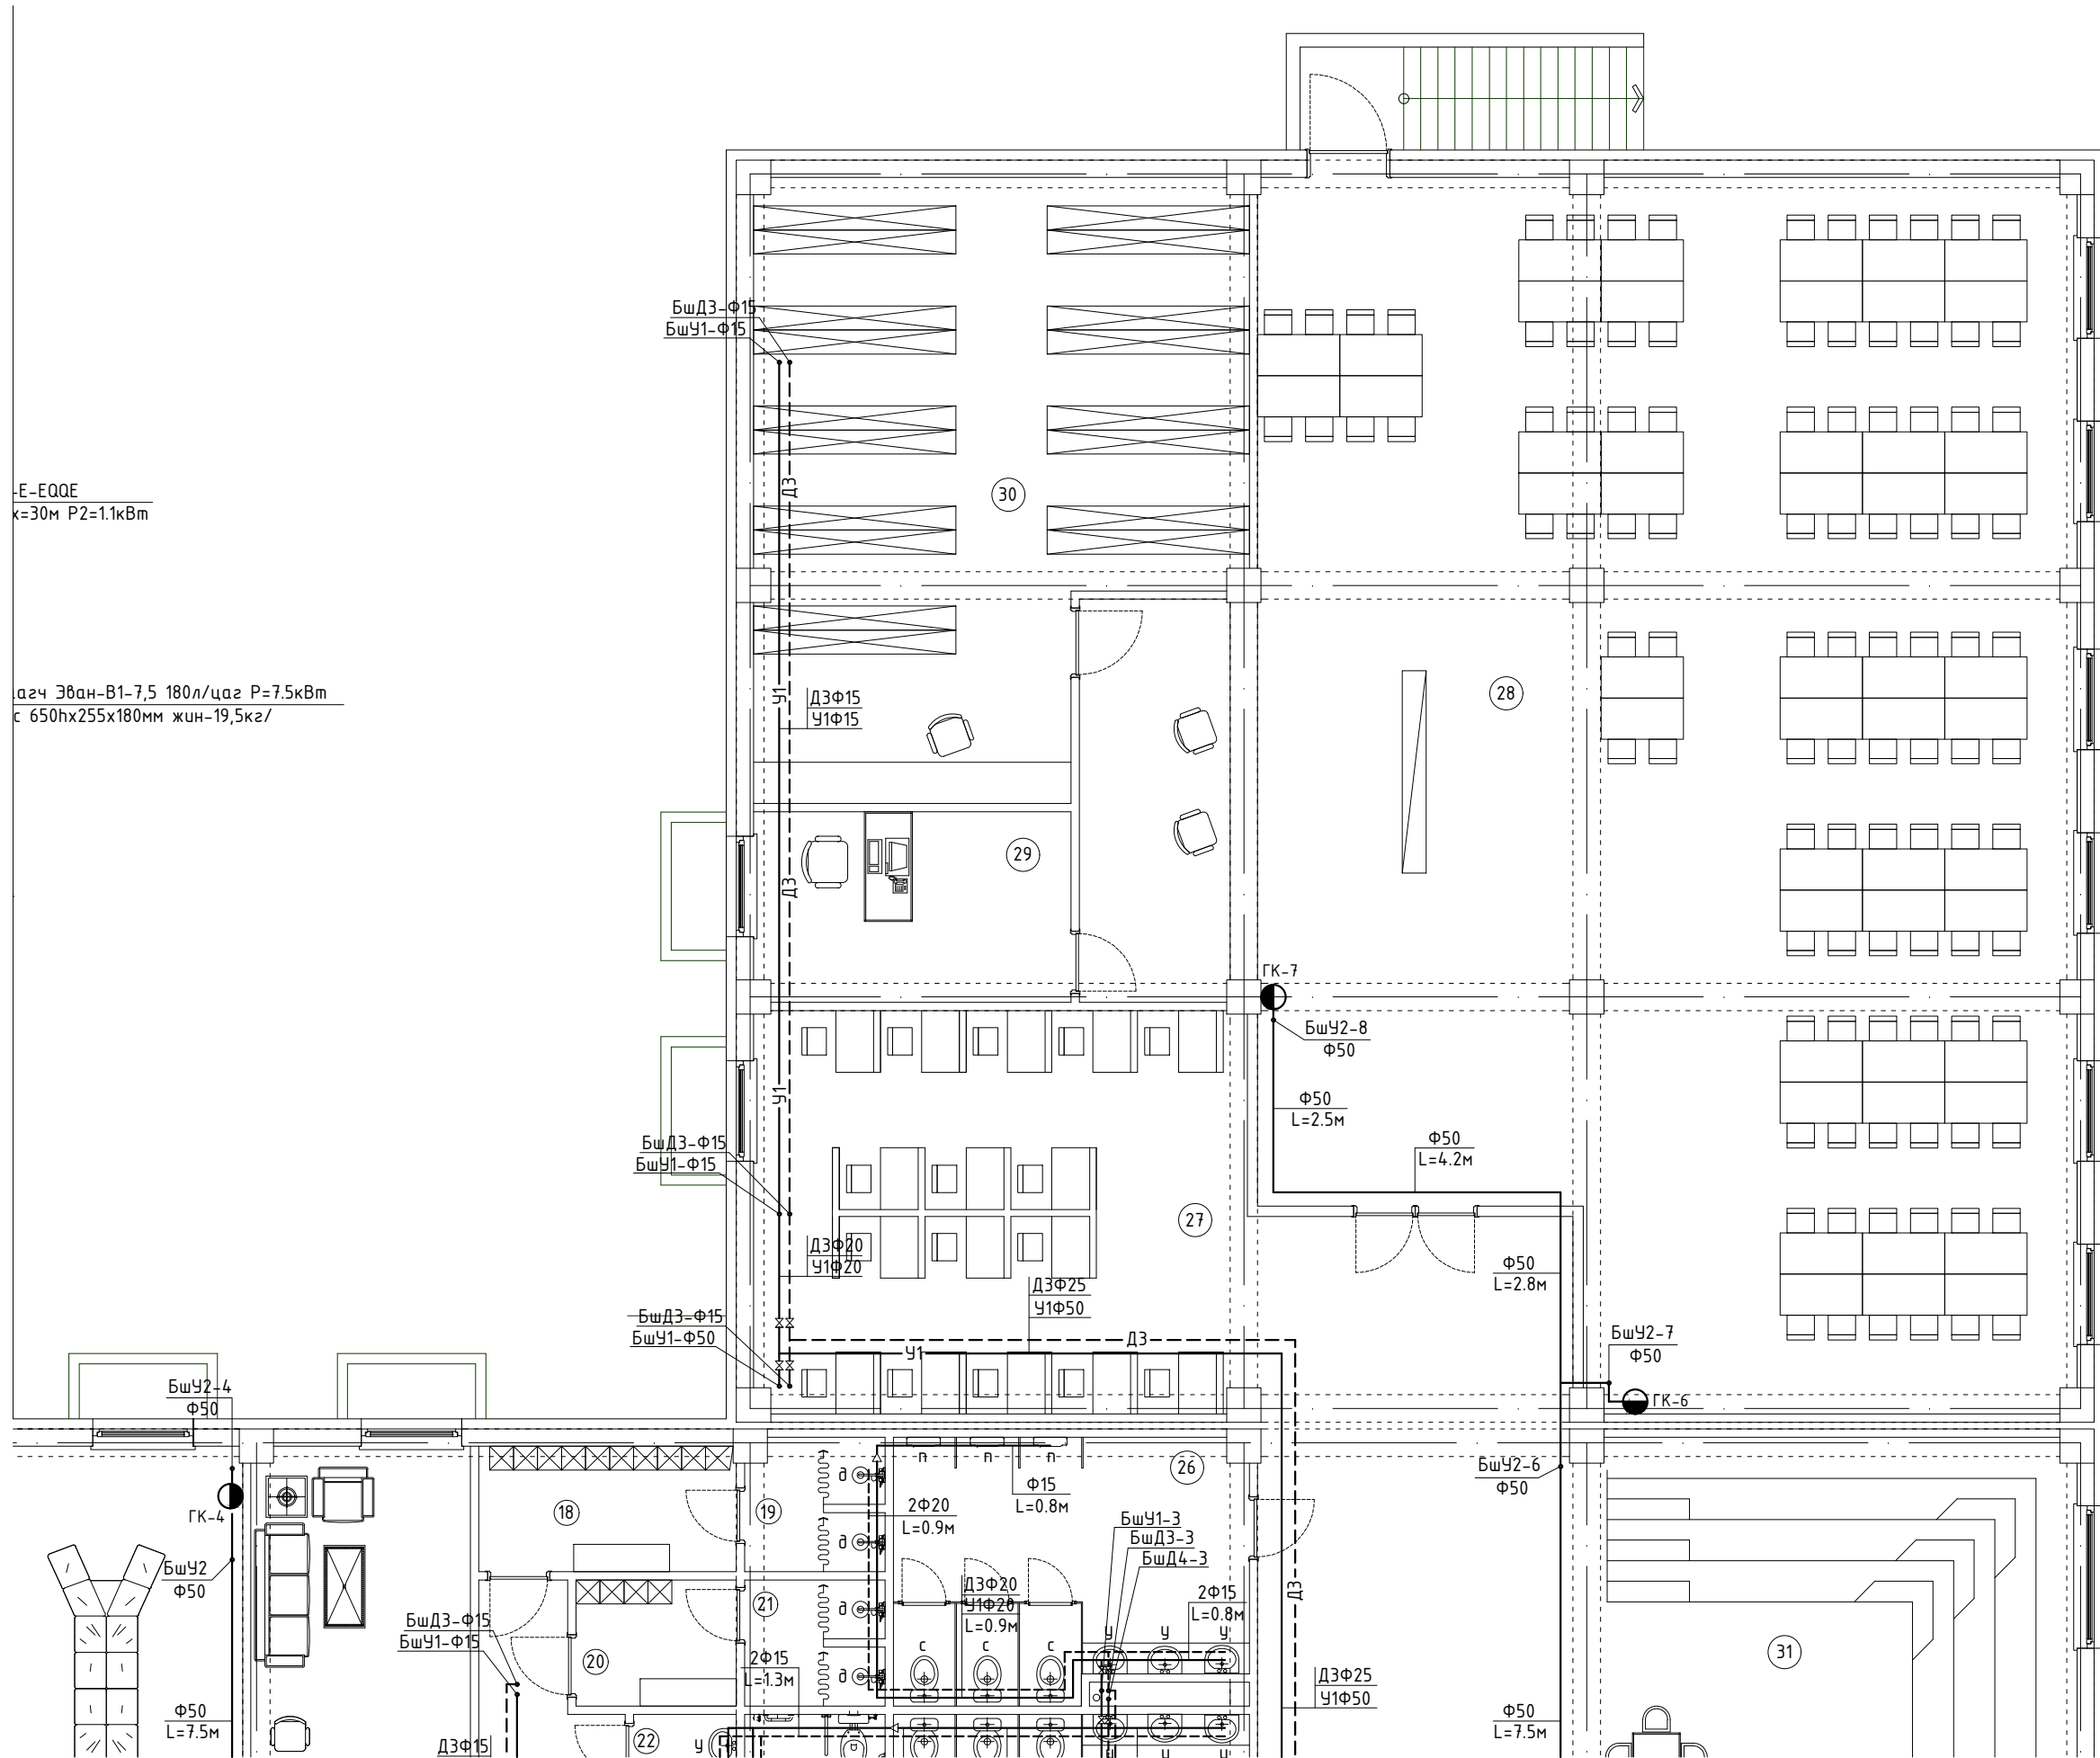 БшД3-Ф15
БшУ1-Ф15
-E-EQQE
х=30м P2=1.1кВт
Д3
30
агч Эван-В1-7,5 180л/цаг P=7.5кВт
с 650hx255x180мм жин-19,5кг/
У1
Д3Ф15
У1Ф15
28
29
Д3
ГК-7
БшУ2-8
Ф50
У1
Ф50
L=2.5м
БшД3-Ф15
БшУ1-Ф15
Ф50
L=4.2м
27
Д3Ф20
У1Ф20
Ф50
L=2.8м
Д3Ф25
У1Ф50
БшД3-Ф15
БшУ1-Ф50
Д3
У1
БшУ2-7
Ф50
ГК-6
БшУ2-4
Ф50
п
п
п
26
БшУ2-6
Ф50
ГК-4
18
19
д
Ф15
L=0.8м
2Ф20
L=0.9м
БшУ1-3
БшД3-3
БшД4-3
д
БшУ2
Ф50
21
д
Д3Ф20
У1Ф20
L=0.9м
2Ф15
L=0.8м
Д3
БшД3-Ф15
БшУ1-Ф15
с
с
с
у
у
у
31
20
2Ф15
L=1.3м
д
Д3Ф25
У1Ф50
Ф50
L=7.5м
Ф50
L=7.5м
Д3Ф15
22
у
у
у
у